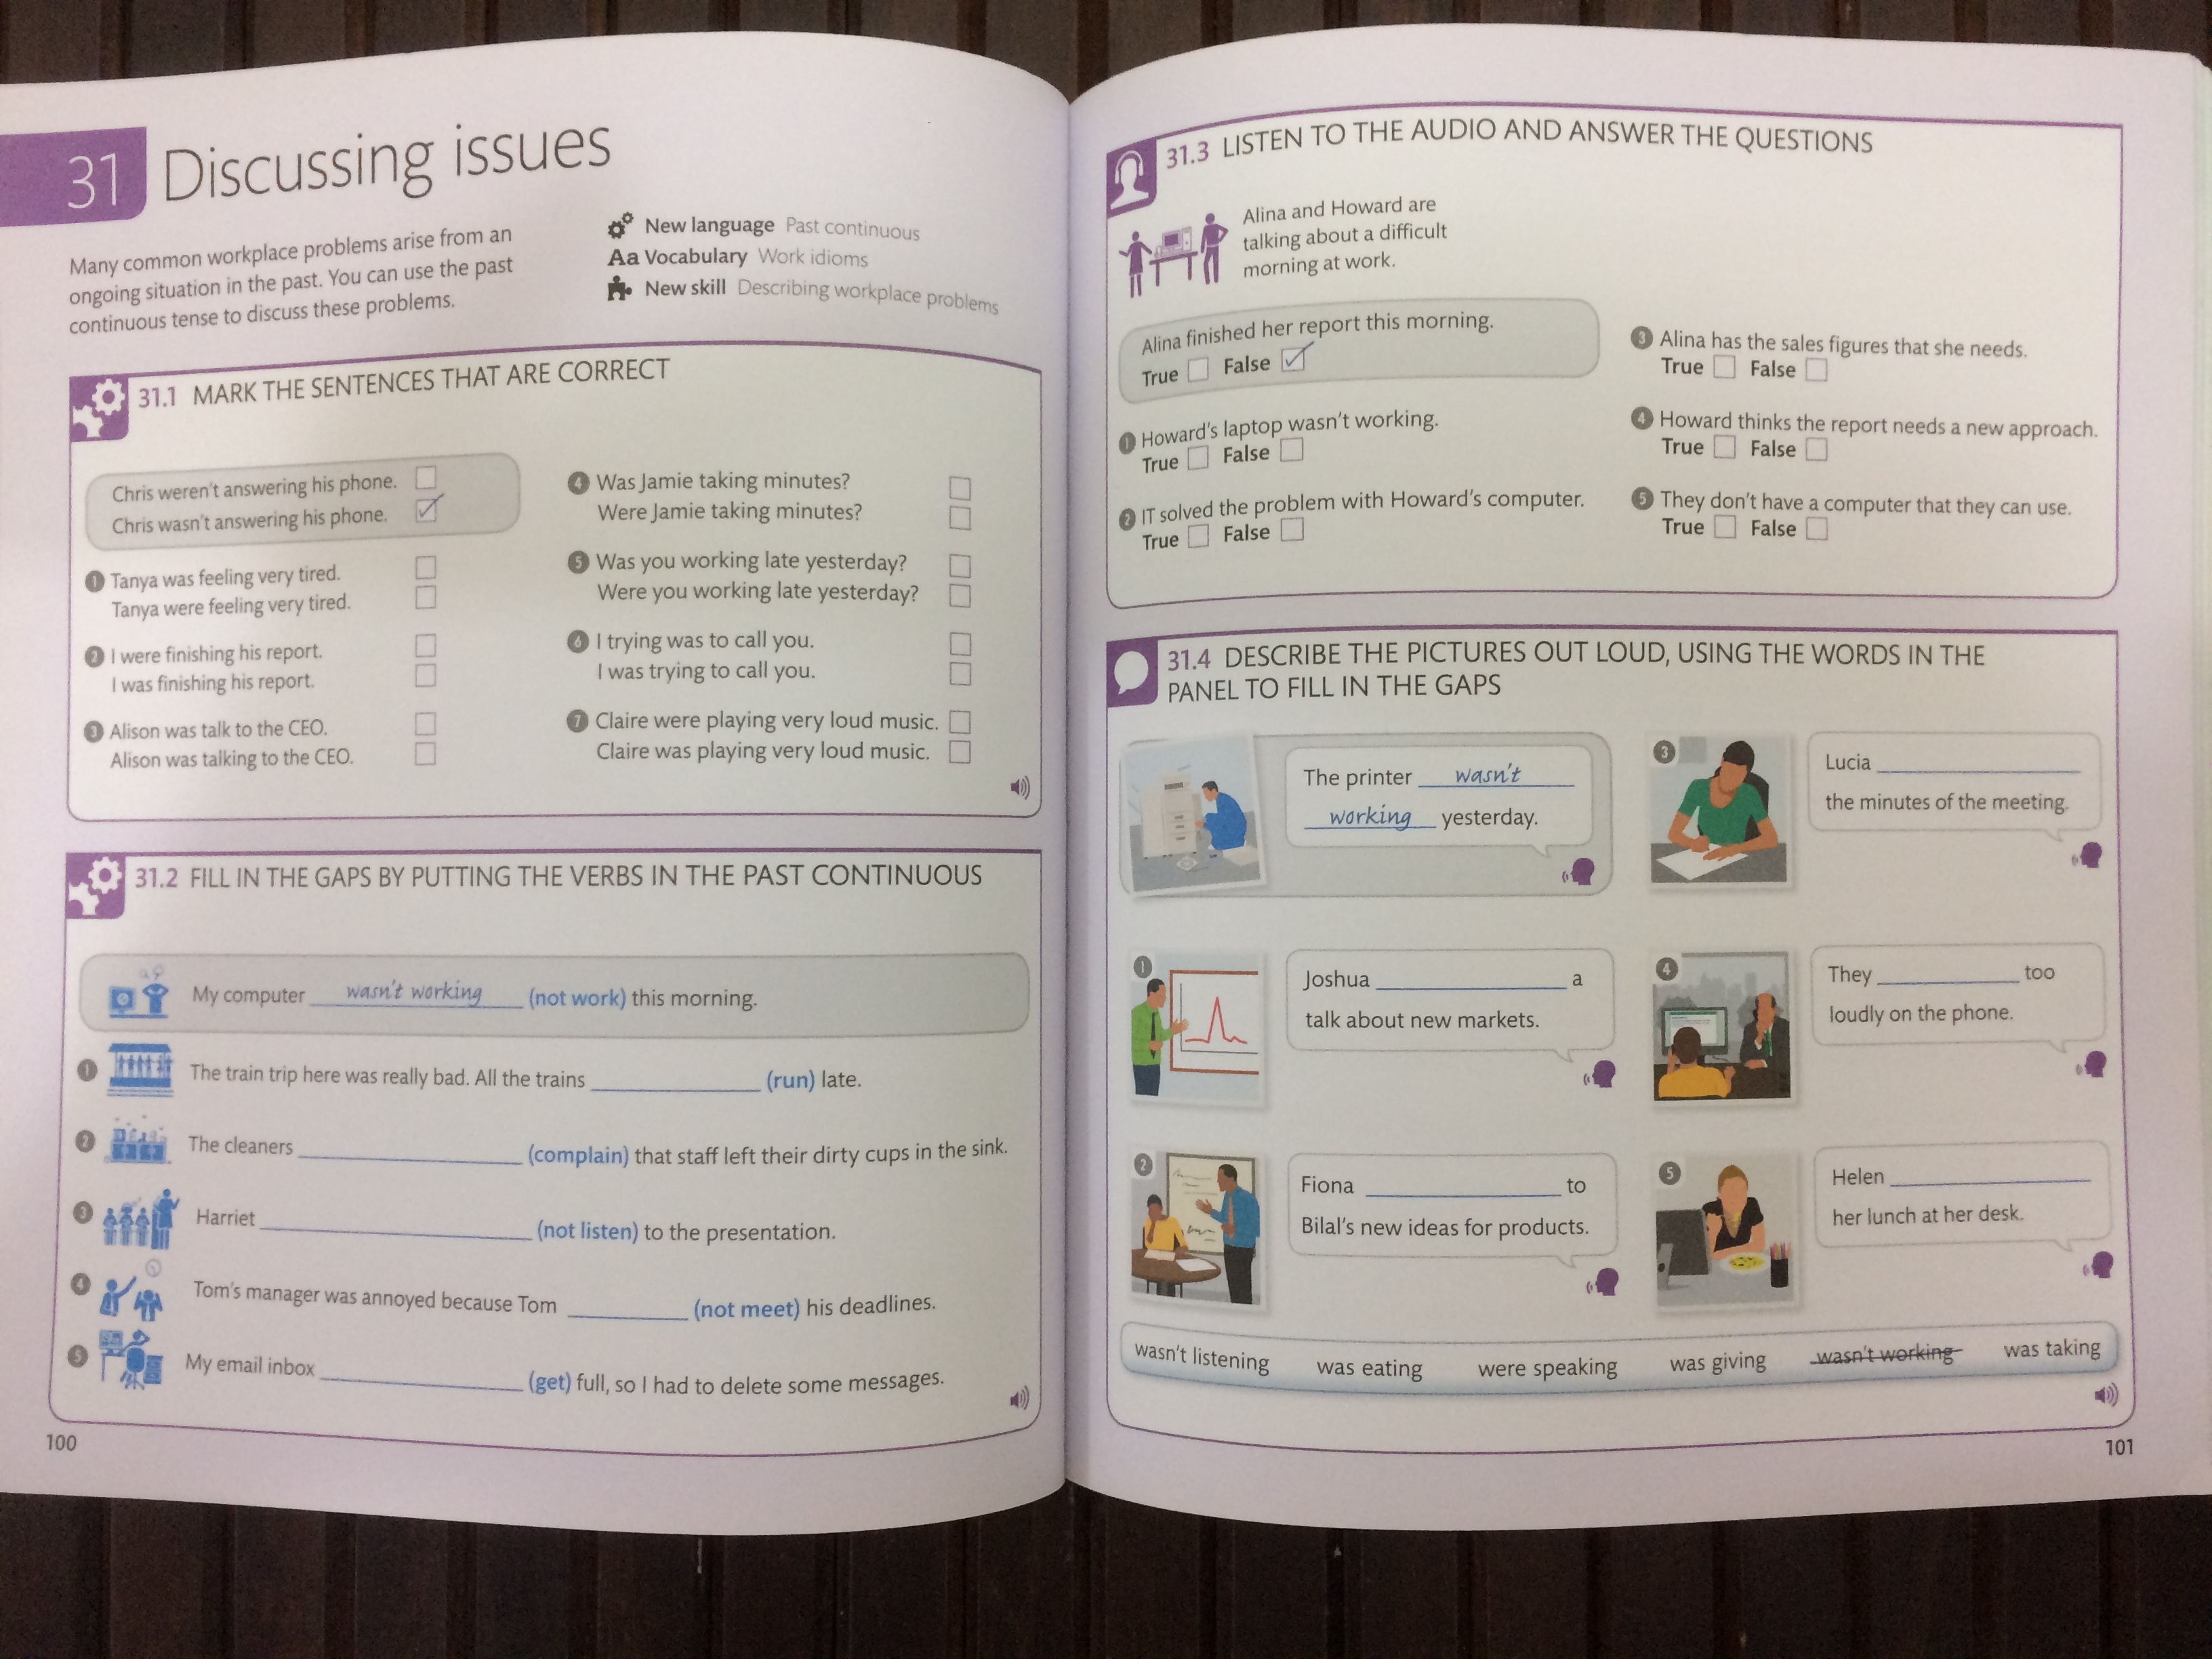 31 Discussing issues
Many common workplace problems arise from an
ongoing situation in the past. You can use the past
continuous tense to discuss these problems.
New language Past continuous
Aa Vocabulary Work idioms
New skill Describing workplace problems
31.1 MARK THE SENTENCES THAT ARE CORRECT
Chris weren't answering his phone.
Chris wasn't answering his phone.
1 Tanya was feeling very tired.
Tanya were feeling very tired.
2 I were finishing his report.
I was finishing his report.
3 Alison was talk to the CEO.
Alison was talking to the CEO.
4 Was Jamie taking minutes?
Were Jamie taking minutes?
5 Was you working late yesterday?
Were you working late yesterday?
6 I trying was to call you.
I was trying to call you.
7 Claire were playing very loud music.
Claire was playing very loud music.
31.2 FILL IN THE GAPS BY PUTTING THE VERBS IN THE PAST CONTINUOUS
My computer wasn't working (not work) this morning.
1 The train trip here was really bad. All the trains (run) late.
2 The cleaners (complain) that staff left their dirty cups in the sink.
3 Harriet (not listen) to the presentation.
4 Tom's manager was annoyed because Tom (not meet) his deadlines.
5 My email inbox (get) full, so I had to delete some messages.
100
31.3 LISTEN TO THE AUDIO AND ANSWER THE QUESTIONS
Alina and Howard are
talking about a difficult
morning at work.
Alina finished her report this morning.
True False
1 Howard's laptop wasn't working.
True False
2 IT solved the problem with Howard's computer.
True False
3 Alina has the sales figures that she needs.
True False
4 Howard thinks the report needs a new approach.
True False
5 They don't have a computer that they can use.
True False
31.4 DESCRIBE THE PICTURES OUT LOUD, USING THE WORDS IN THE
PANEL TO FILL IN THE GAPS
The printer wasn't
working yesterday.
1 Joshua a
talk about new markets.
2 Fiona to
Bilal's new ideas for products.
3 Lucia
the minutes of the meeting.
4 They too
loudly on the phone.
5 Helen
her lunch at her desk.
wasn't listening was eating were speaking was giving wasn't working was taking
101